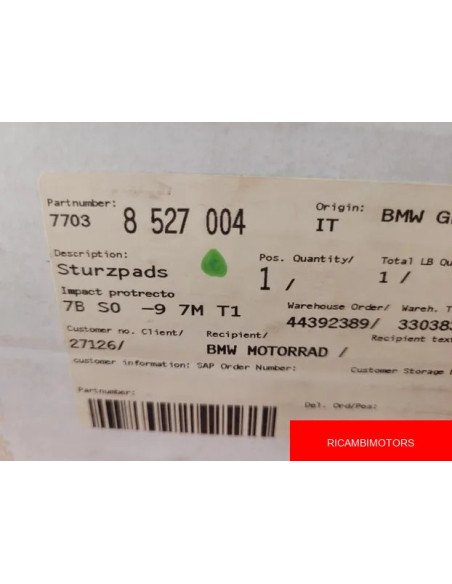 Partnumber:
7703 8 527 004
Origin:
IT
BMW G
Description:
Sturzpads
Pos. Quantity/
1 /
Total LB Qu
1 /
Impact protrecto
7B S0 -9 7M T1
Warehouse Order/ Wareh. T
44392389/ 330383
Customer no. Client/
27126/
Recipient/
BMW MOTORRAD /
Recipient text
customer information: SAP Order Number:
Customer Storage
Partnumber:
Del. Ord/Pos:
RICAMBIMOTORS